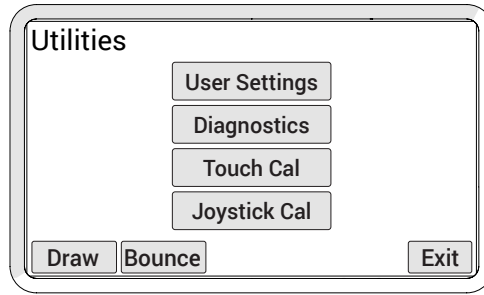 Utilities
User Settings
Diagnostics
Touch Cal
Joystick Cal
Draw Bounce Exit